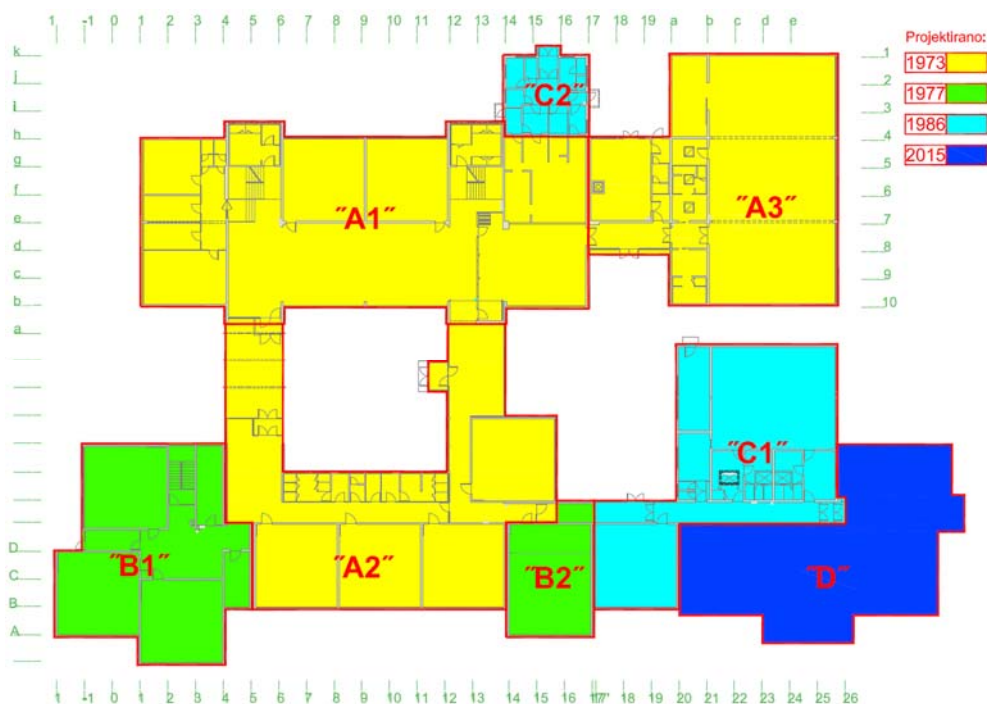 1 -1 0 1 2 3 4 5 6 7 8 9 10 11 12 13 14 15 16 17 18 19 a b c d e
Projektirano:
1973
1977
1986
2015
k
j
i
h
g
f
e
d
c
b
a
D
C
B
A
1
2
3
4
5
6
7
8
9
10
"C2"
"A1"
"A3"
"C1"
"B1"
"A2"
"B2"
"D"
1 -1 0 1 2 3 4 5 6 7 8 9 10 11 12 13 14 15 16 17 17' 18 19 20 21 22 23 24 25 26